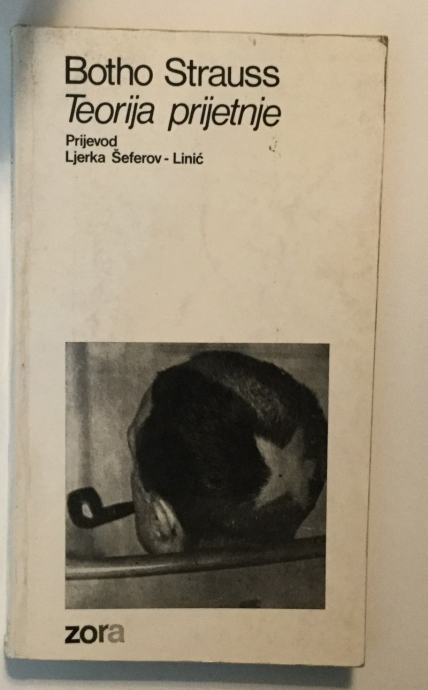 Botho Strauss
Teorija prijetnje
Prijevod
Ljerka Šeferov - Linić
zora